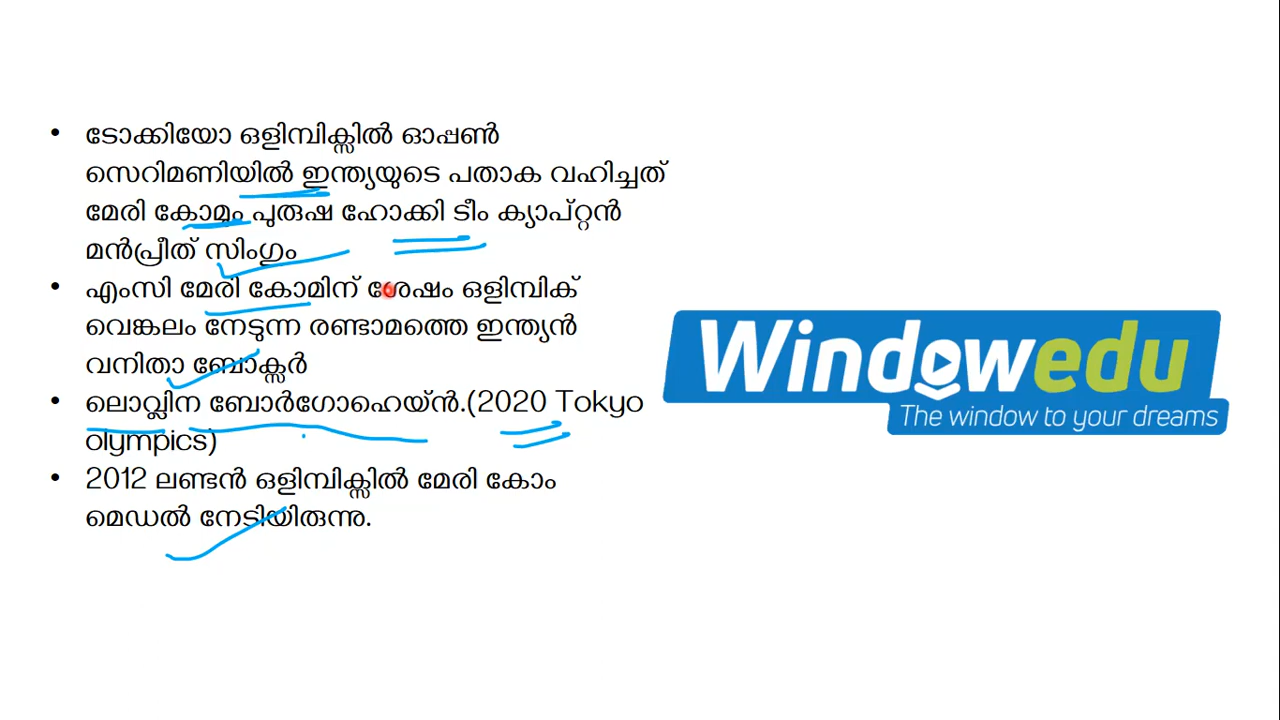 • ടോക്കിയോ ഒളിമ്പിക്സിൽ ഓപ്പൺ
സെറിമണിയിൽ ഇന്ത്യയുടെ പതാക വഹിച്ചത്
മേരി കോമും പുരുഷ ഹോക്കി ടീം ക്യാപ്റ്റൻ
മൻപ്രീത് സിംഗും
• എംസി മേരി കോമിന് ശേഷം ഒളിമ്പിക്
വെങ്കലം നേടുന്ന രണ്ടാമത്തെ ഇന്ത്യൻ
വനിതാ ബോക്സർ
• ലൊവ്ലിന ബോർഗോഹെയ്ൻ.(2020 Tokyo
olympics)
• 2012 ലണ്ടൻ ഒളിമ്പിക്സിൽ മേരി കോം
മെഡൽ നേടിയിരുന്നു.
Windowedu
The window to your dreams